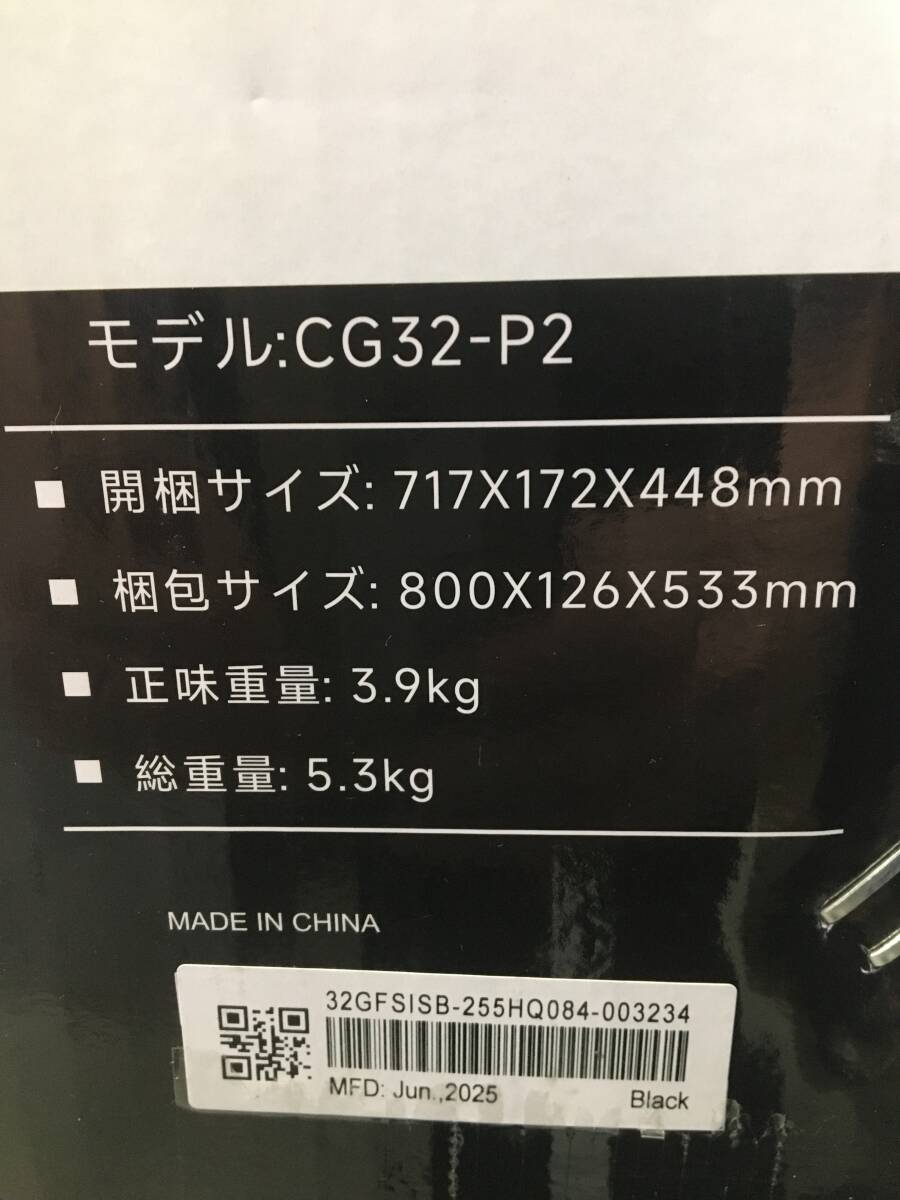 モデル:CG32-P2
開梱サイズ: 717X172X448mm
梱包サイズ: 800X126X533mm
正味重量: 3.9kg
総重量: 5.3kg
MADE IN CHINA
32GFSISB-255HQ084-003234
MFD: Jun.,2025 Black